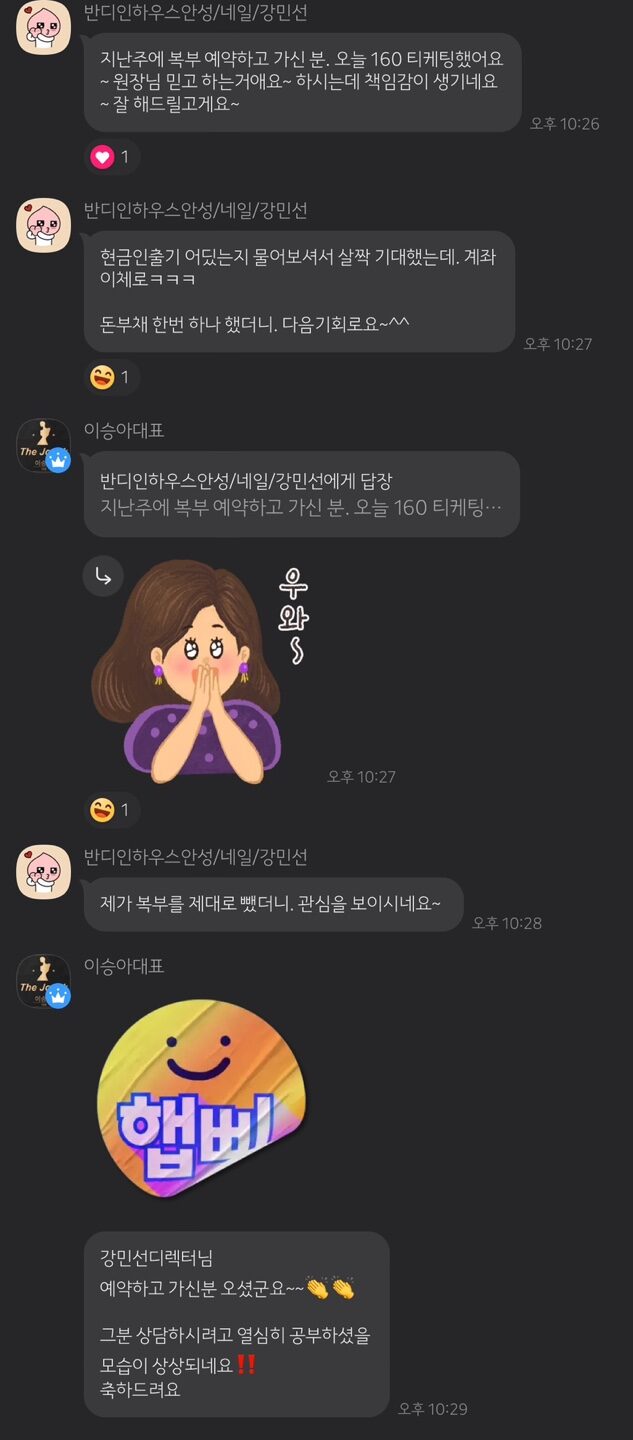 반디인하우스안성/네일/강민선
지난주에 복부 예약하고 가신 분. 오늘 160 티케팅했어요
~ 원장님 믿고 하는거애요~ 하시는데 책임감이 생기네요
~ 잘 해드릴고게요~
오후 10:26
1
반디인하우스안성/네일/강민선
현금인출기 어딨는지 물어보셔서 살짝 기대했는데. 계좌
이체로ㅋㅋㅋ
돈부채 한번 하나 했더니. 다음기회로요~^^
오후 10:27
1
이승아대표
반디인하우스안성/네일/강민선에게 답장
지난주에 복부 예약하고 가신 분. 오늘 160 티케팅…
우와~
오후 10:27
1
반디인하우스안성/네일/강민선
제가 복부를 제대로 뺐더니. 관심을 보이시네요~
오후 10:28
이승아대표
햅삐
강민선디렉터님
예약하고 가신분 오셨군요~~👏👏
그분 상담하시려고 열심히 공부하셨을
모습이 상상되네요‼️
축하드려요
오후 10:29